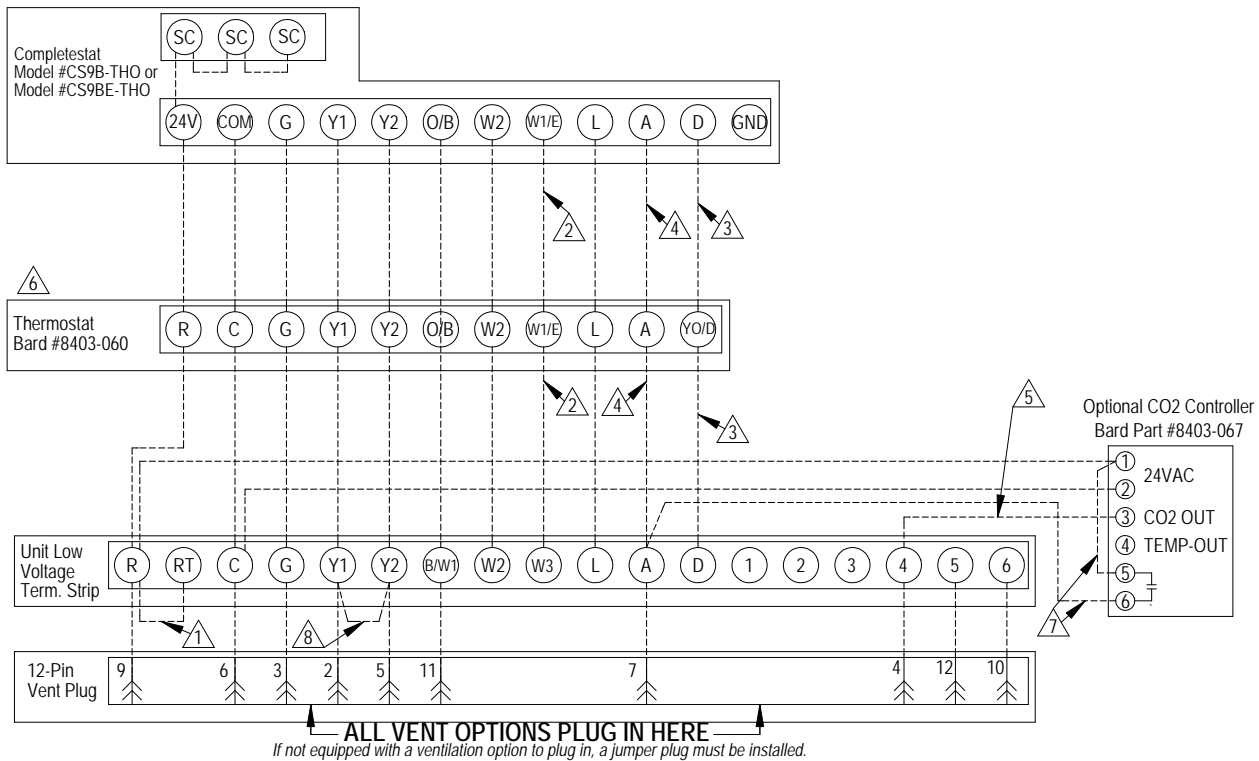 SC SC SC
Completestat
Model #CS9B-THO or
Model #CS9BE-THO
24V COM G Y1 Y2 O/B W2 W1/E L A D GND
2 4 3
6
Thermostat
Bard #8403-060
R C G Y1 Y2 O/B W2 W1/E L A YO/D
2 4 3 5
Optional CO2 Controller
Bard Part #8403-067
1 24VAC
2
3 CO2 OUT
4 TEMP-OUT
5
6
7
Unit Low
Voltage
Term. Strip
R RT C G Y1 Y2 B/W1 W2 W3 L A D 1 2 3 4 5 6
1 8
12-Pin
Vent Plug
9 6 3 2 5 11 7 4 12 10
ALL VENT OPTIONS PLUG IN HERE
If not equipped with a ventilation option to plug in, a jumper plug must be installed.